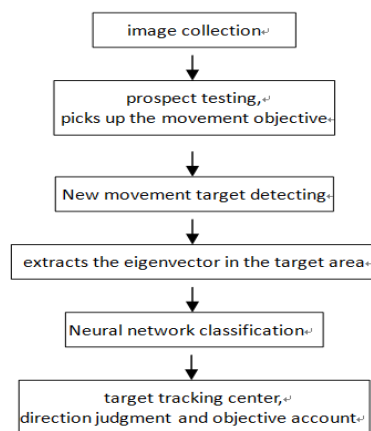 image collection
prospect testing,
picks up the movement objective
New movement target detecting
extracts the eigenvector in the target area
Neural network classification
target tracking center,
direction judgment and objective account